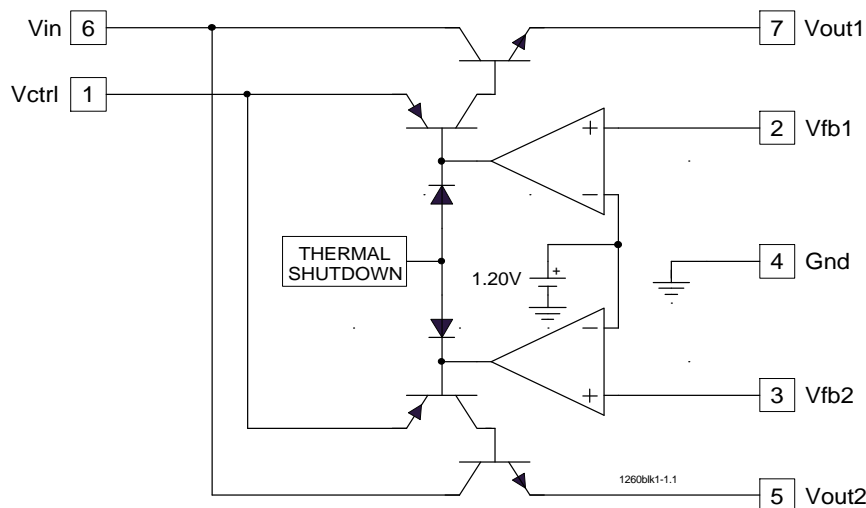 Vin 6 7 Vout1
Vctrl 1
+ 2 Vfb1
−
THERMAL
SHUTDOWN
1.20V +
4 Gnd
−
+ 3 Vfb2
1260blk1-1.1
5 Vout2